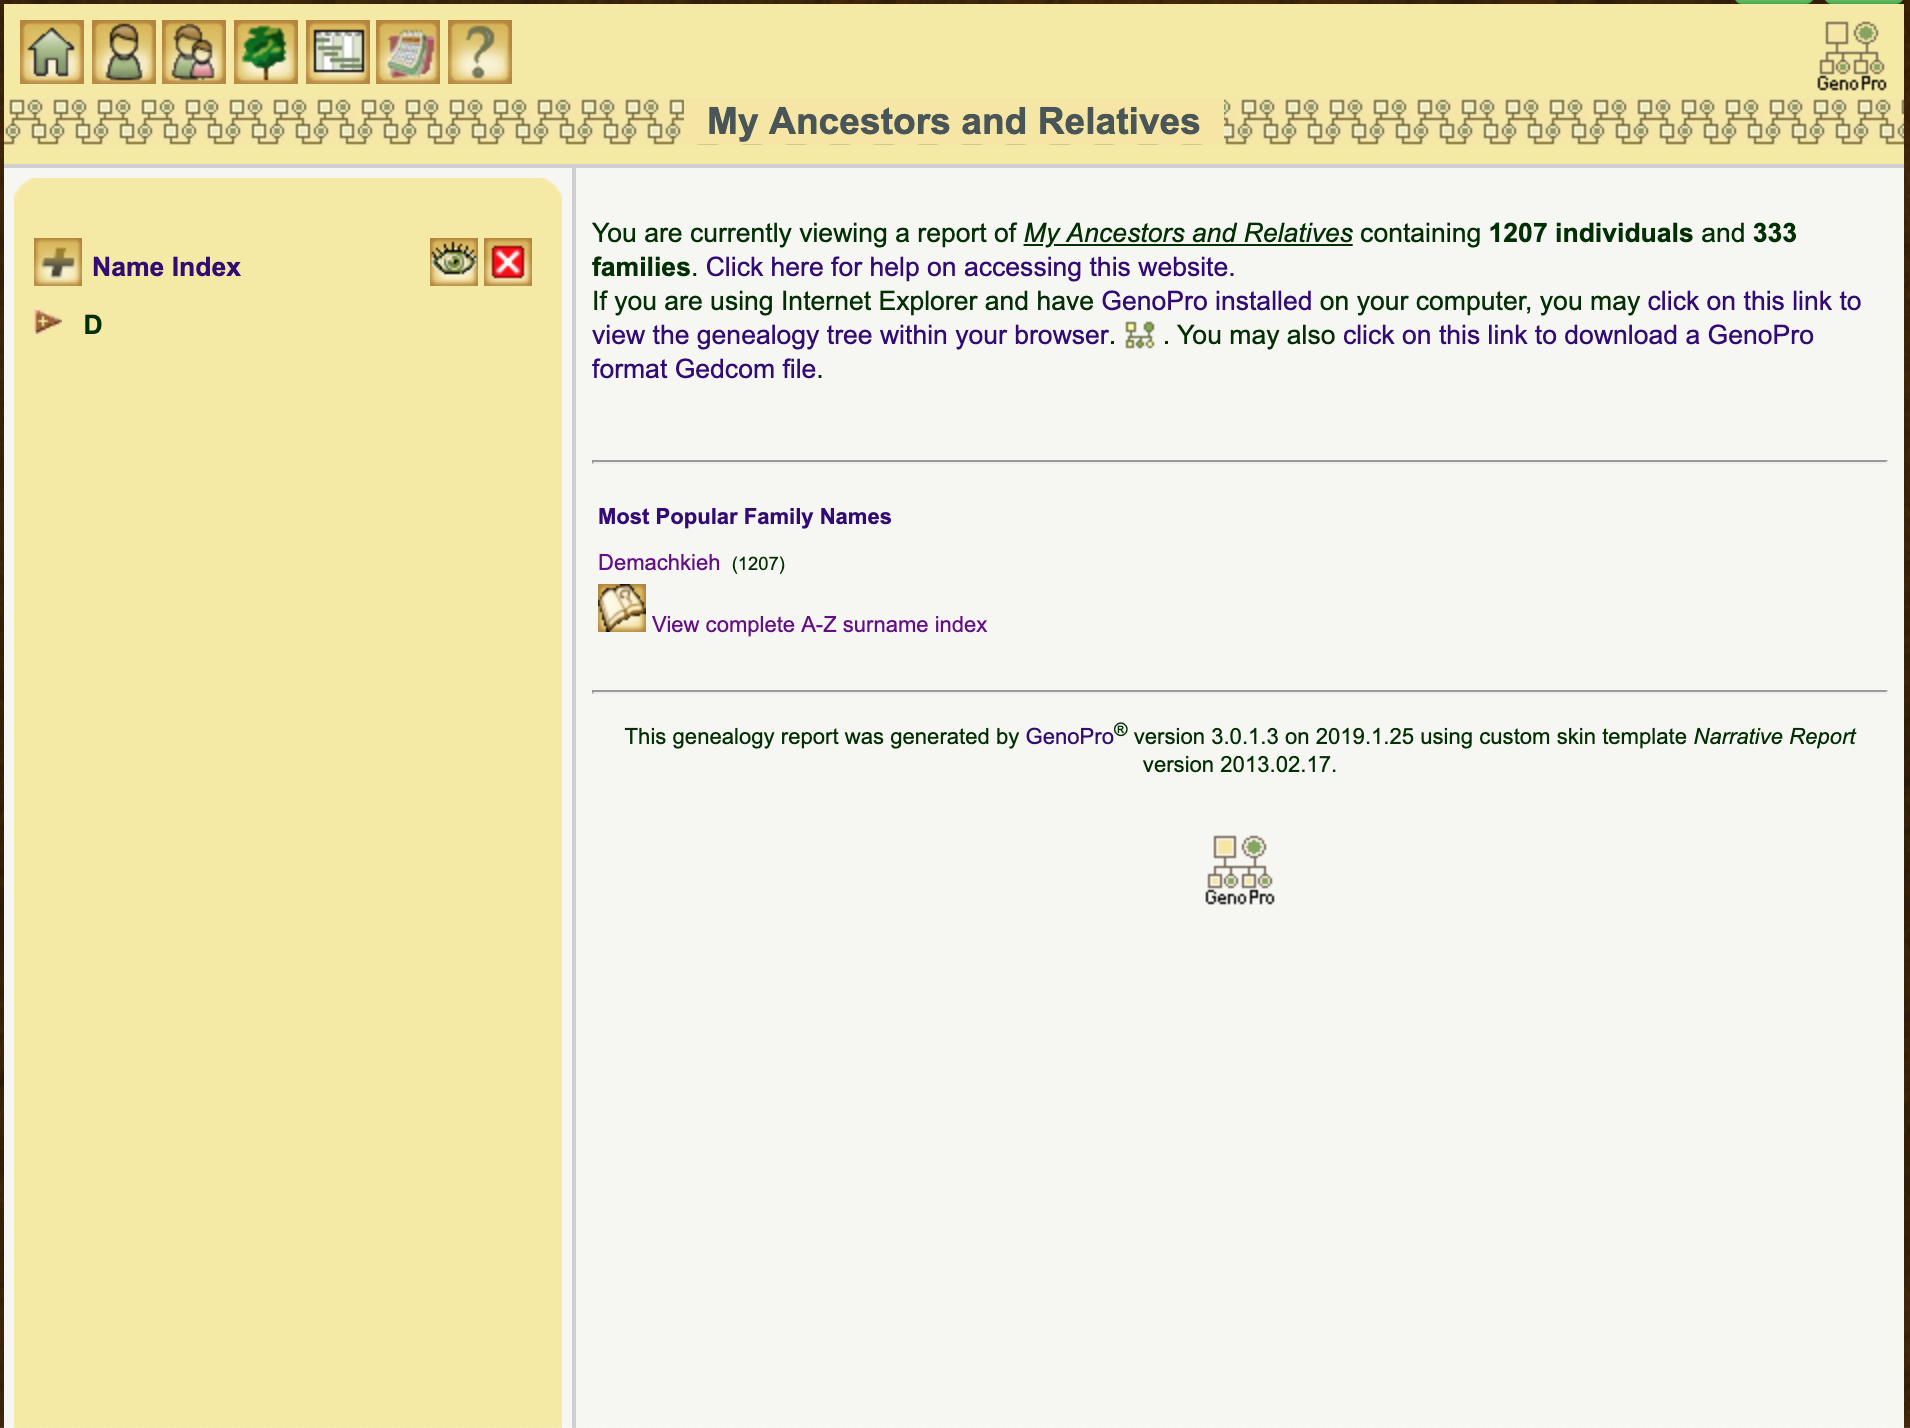 GenoPro
My Ancestors and Relatives
Name Index
D
You are currently viewing a report of My Ancestors and Relatives containing 1207 individuals and 333
families. Click here for help on accessing this website.
If you are using Internet Explorer and have GenoPro installed on your computer, you may click on this link to
view the genealogy tree within your browser. . You may also click on this link to download a GenoPro
format Gedcom file.
Most Popular Family Names
Demachkieh (1207)
View complete A-Z surname index
This genealogy report was generated by GenoPro® version 3.0.1.3 on 2019.1.25 using custom skin template Narrative Report
version 2013.02.17.
GenoPro